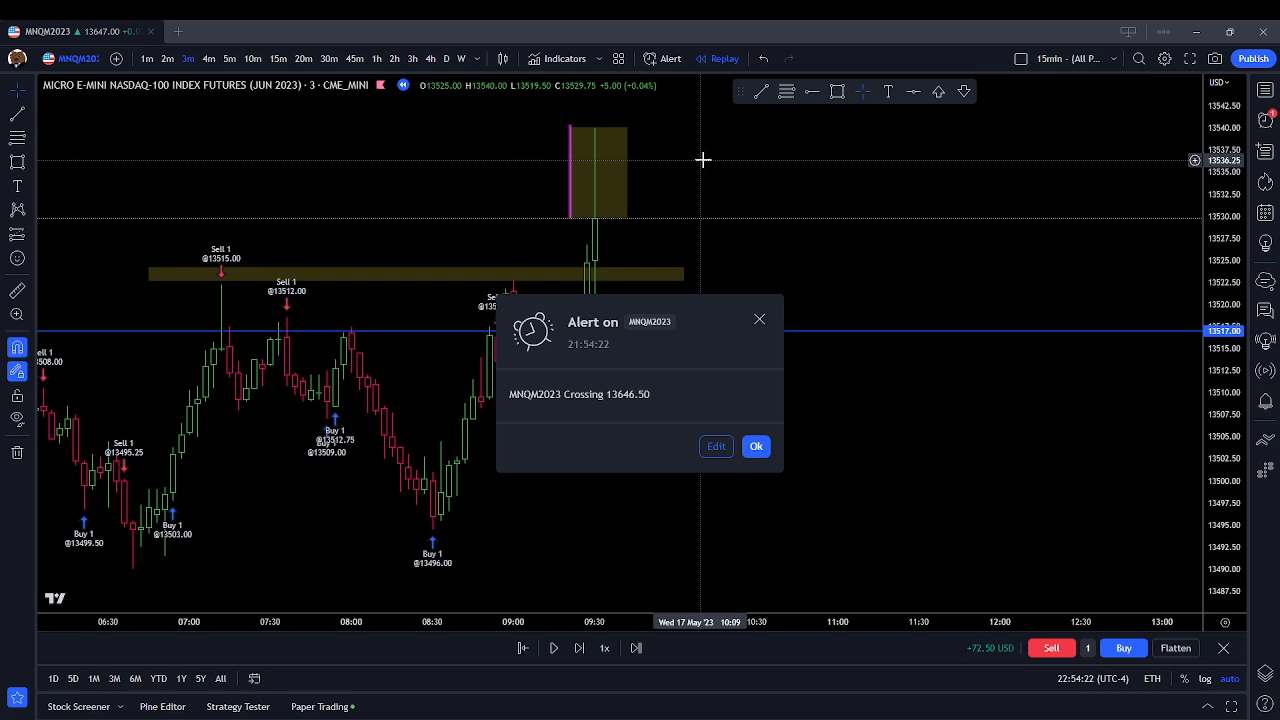 MNQM2023 ▲ 13647.00 +0.0
MNQM202
1m 2m 3m 4m 5m 10m 15m 20m 30m 45m 1h 2h 3h 4h D W
Indicators
Alert
Replay
15min - (All P...
Publish
MICRO E-MINI NASDAQ-100 INDEX FUTURES (JUN 2023) · 3 · CME_MINI
O13525.00 H13540.00 L13519.50 C13529.75 +5.00 (+0.04%)
USD
13542.50
13540.00
13537.50
13536.25
13535.00
13532.50
13530.00
13527.50
13525.00
13522.50
13520.00
13517.00
13515.00
13512.50
13510.00
13507.50
13505.00
13502.50
13500.00
13497.50
13495.00
13492.50
13490.00
13487.50
Sell 1
@13515.00
Sell 1
@13512.00
Se
@135
ell 1
508.00
Sell 1
@13495.25
Buy 1
@13499.50
Buy 1
@13503.00
Buy 1
@13512.75
@13509.00
Buy 1
@13496.00
Alert on MNQM2023
21:54:22
MNQM2023 Crossing 13646.50
Edit
Ok
06:30 07:00 07:30 08:00 08:30 09:00 09:30 Wed 17 May '23 10:09 10:30 11:00 11:30 12:00 12:30 13:00
1x
+72.50 USD
Sell
1
Buy
Flatten
1D 5D 1M 3M 6M YTD 1Y 5Y All
22:54:22 (UTC-4)
ETH
% log auto
Stock Screener
Pine Editor
Strategy Tester
Paper Trading